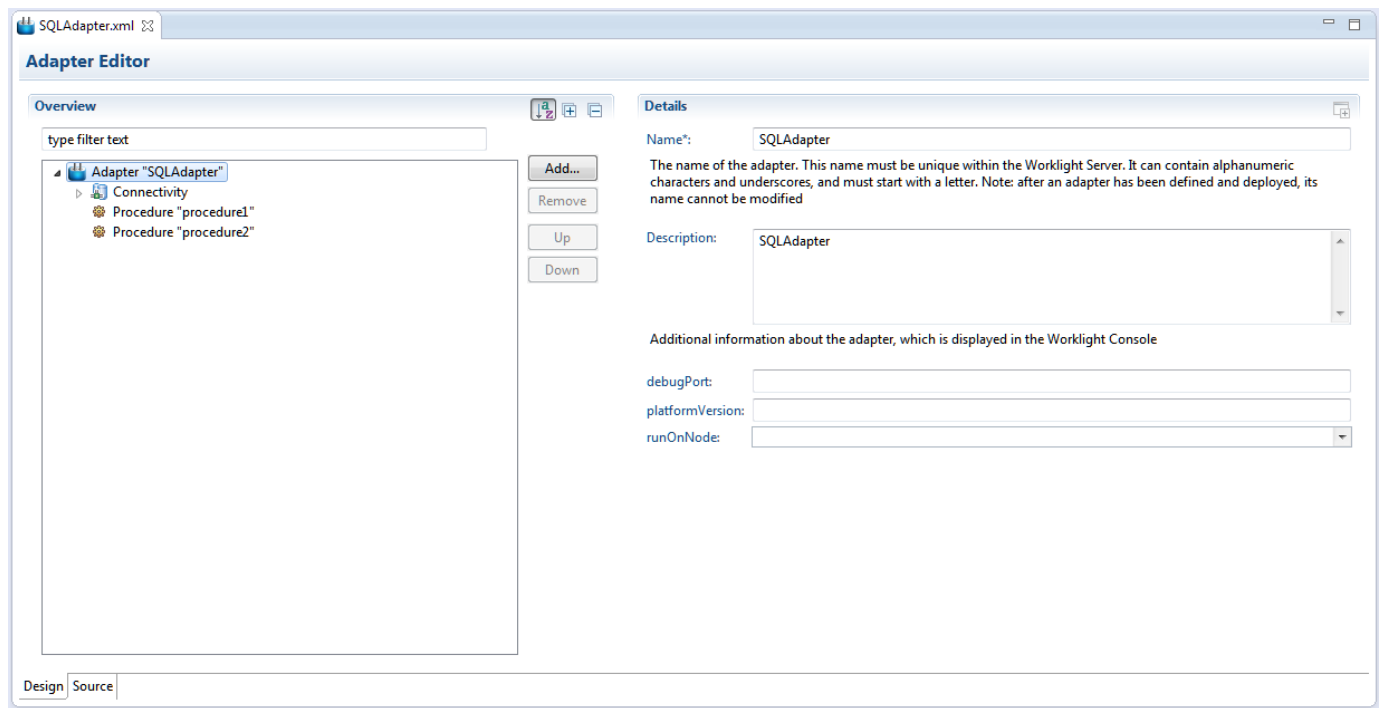 SQLAdapter.xml
Adapter Editor
Overview
type filter text
Adapter "SQLAdapter"
Connectivity
Procedure "procedure1"
Procedure "procedure2"
Add...
Remove
Up
Down
Details
Name*: SQLAdapter
The name of the adapter. This name must be unique within the Worklight Server. It can contain alphanumeric
characters and underscores, and must start with a letter. Note: after an adapter has been defined and deployed, its
name cannot be modified
Description: SQLAdapter
Additional information about the adapter, which is displayed in the Worklight Console
debugPort:
platformVersion:
runOnNode:
Design Source